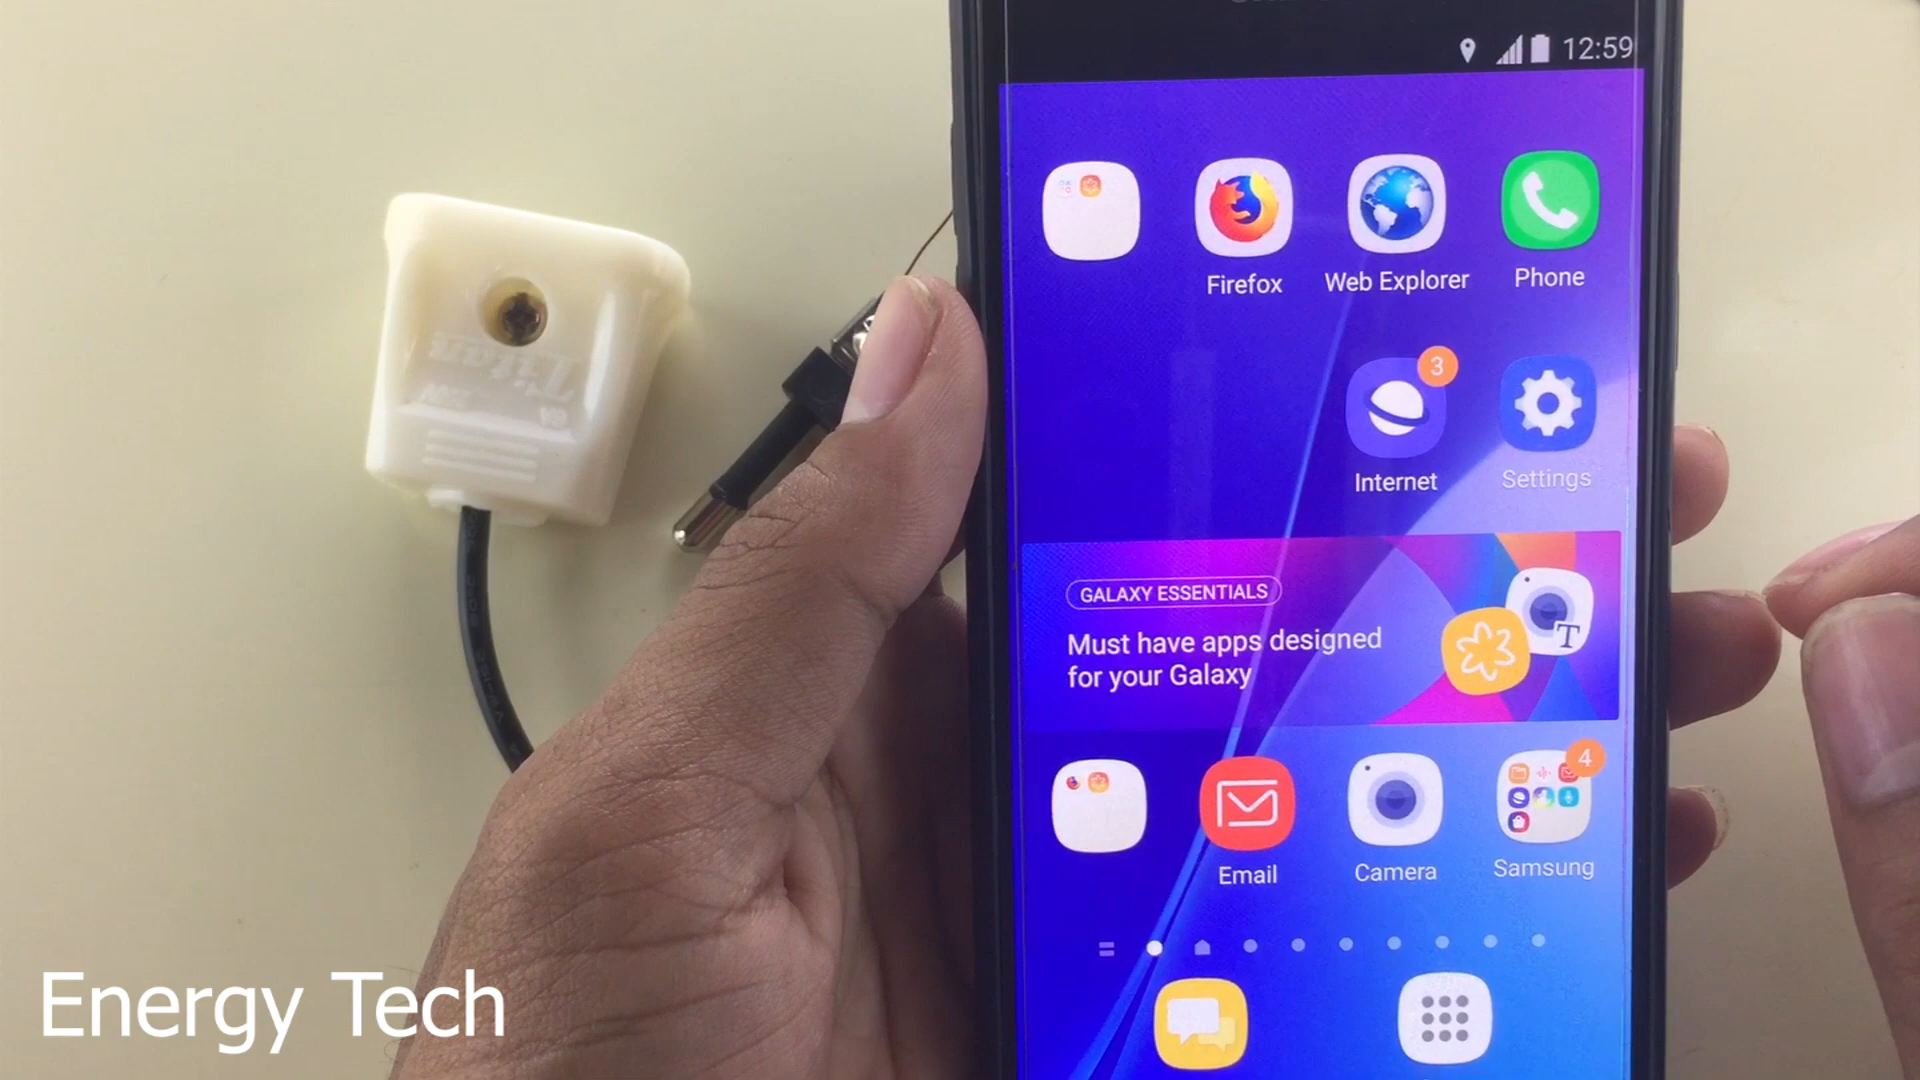 12:59
Firefox
Web Explorer
Phone
3
Internet
Settings
GALAXY ESSENTIALS
Must have apps designed
for your Galaxy
T
4
Email
Camera
Samsung
Titan
Energy Tech